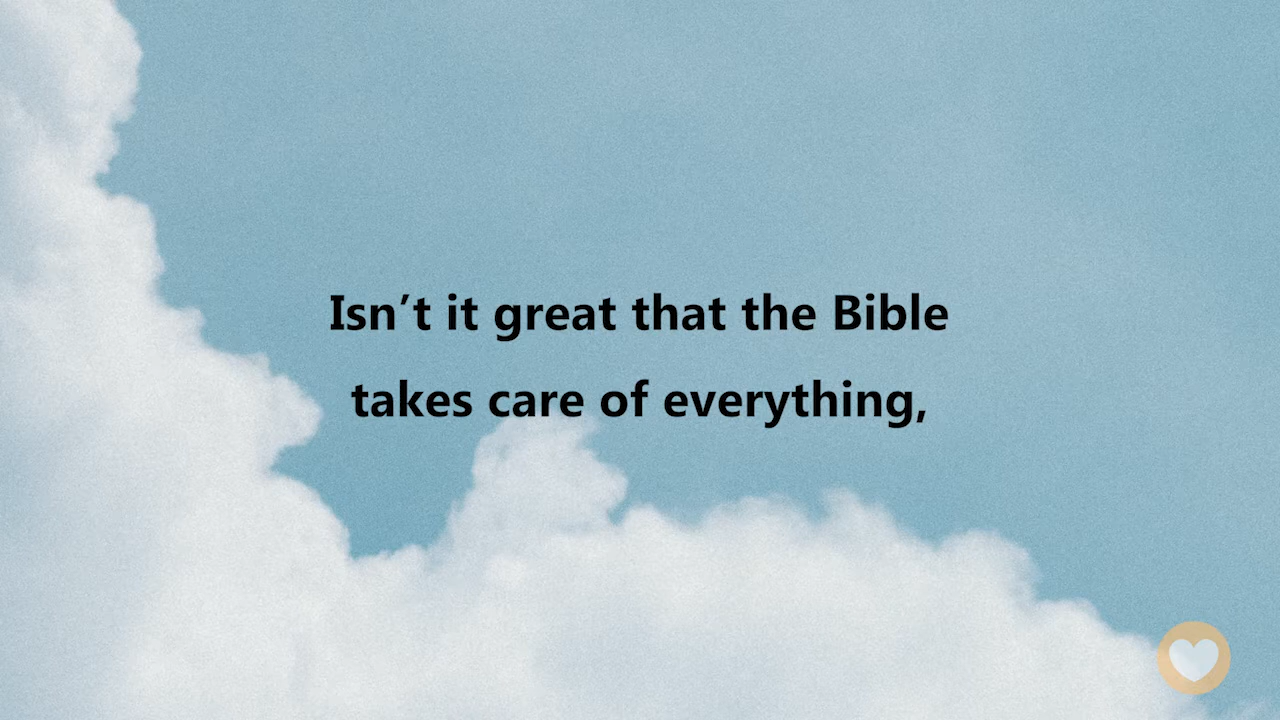 Isn’t it great that the Bible
takes care of everything,